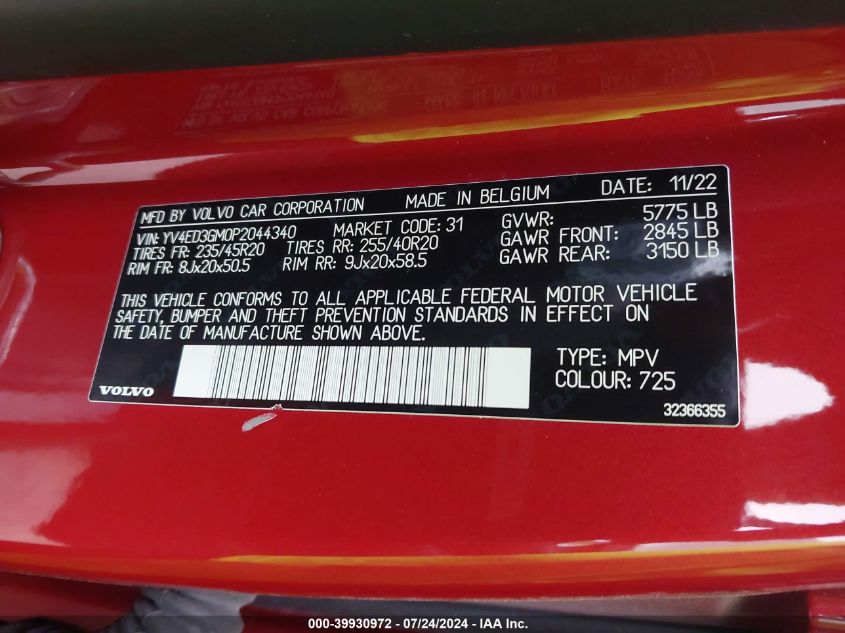 MFD BY VOLVO CAR CORPORATION MADE IN BELGIUM DATE: 11/22
VIN: YV4ED3GM0P2044340 MARKET CODE: 31 GVWR: 5775 LB
TIRES FR: 235/45R20 TIRES RR: 255/40R20 GAWR FRONT: 2845 LB
RIM FR: 8Jx20x50.5 RIM RR: 9Jx20x58.5 GAWR REAR: 3150 LB
THIS VEHICLE CONFORMS TO ALL APPLICABLE FEDERAL MOTOR VEHICLE
SAFETY, BUMPER AND THEFT PREVENTION STANDARDS IN EFFECT ON
THE DATE OF MANUFACTURE SHOWN ABOVE.
TYPE: MPV
COLOUR: 725
VOLVO
32366355
000-39930972 - 07/24/2024 - IAA Inc.